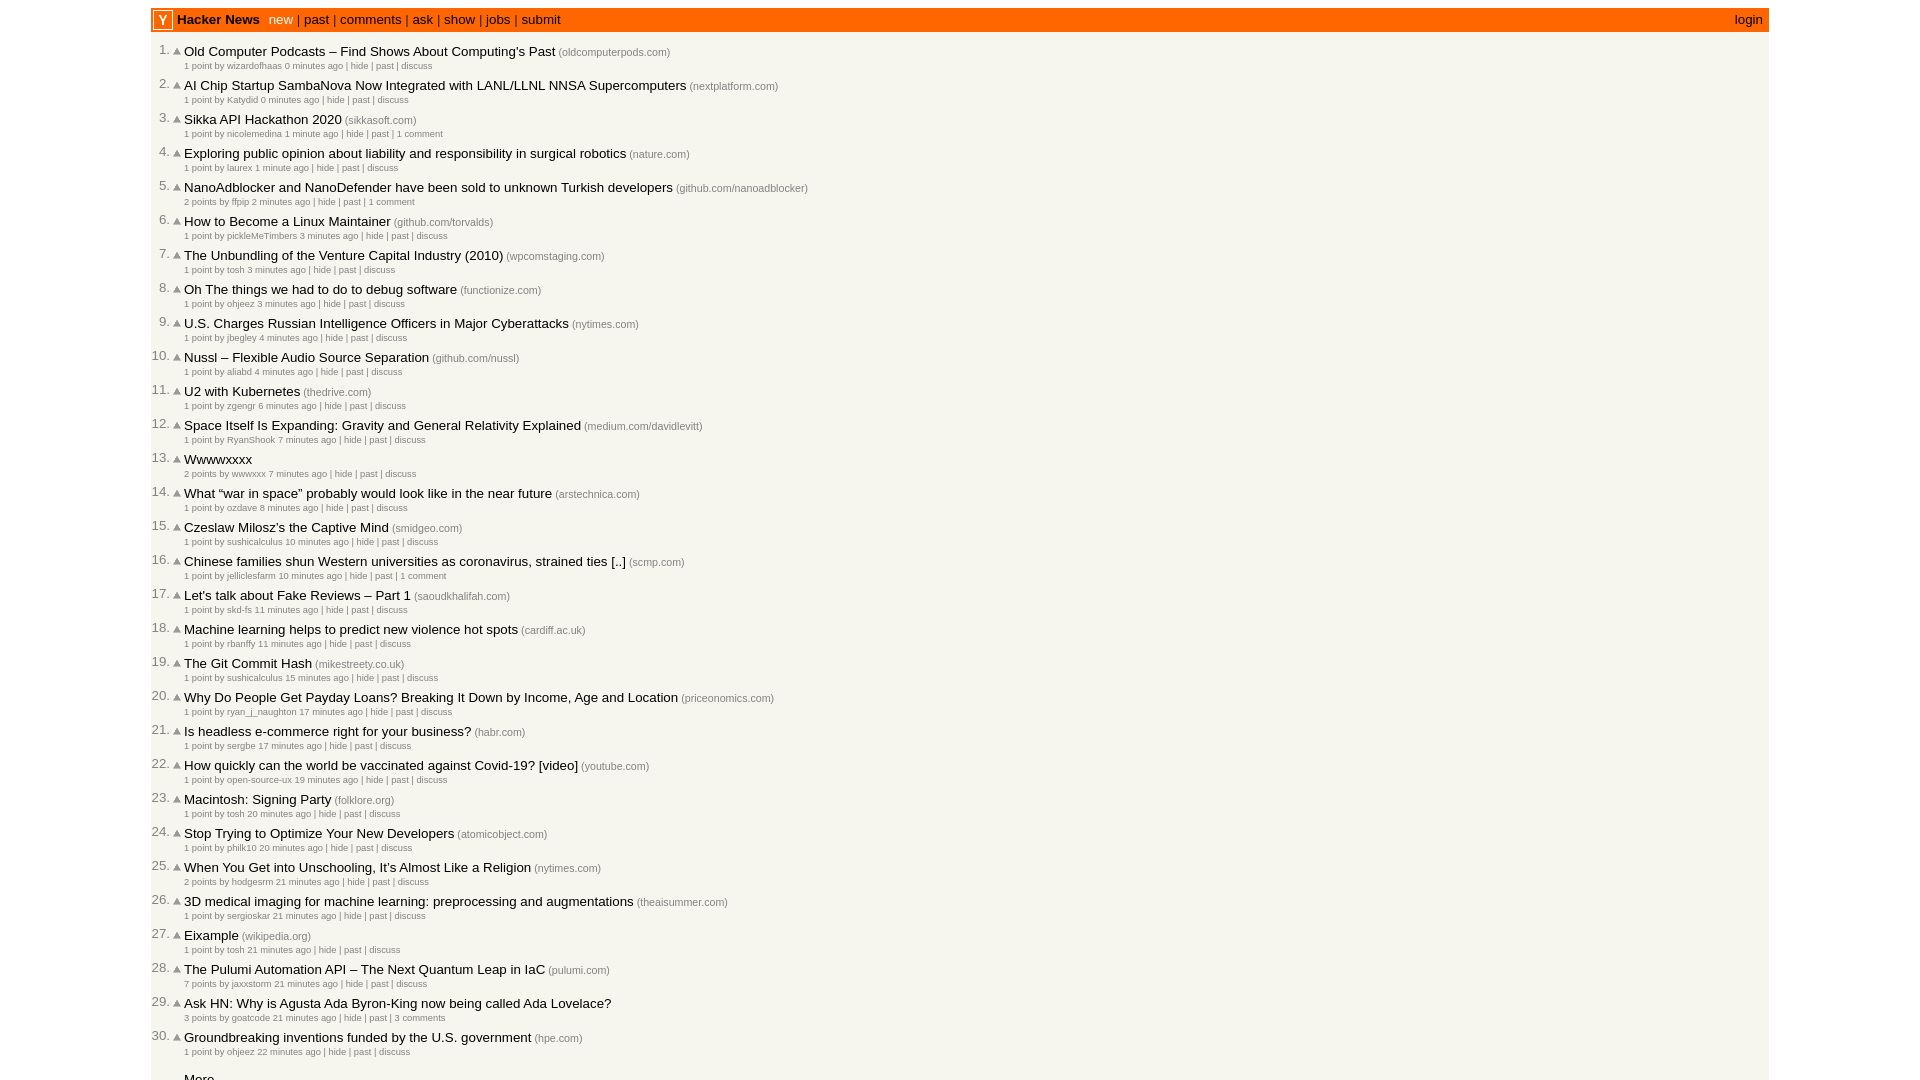 Y Hacker News new | past | comments | ask | show | jobs | submit login
1. Old Computer Podcasts – Find Shows About Computing's Past (oldcomputerpods.com)
1 point by wizardofhaas 0 minutes ago | hide | past | discuss
2. AI Chip Startup SambaNova Now Integrated with LANL/LLNL NNSA Supercomputers (nextplatform.com)
1 point by Katydid 0 minutes ago | hide | past | discuss
3. Sikka API Hackathon 2020 (sikkasoft.com)
1 point by nicolemedina 1 minute ago | hide | past | 1 comment
4. Exploring public opinion about liability and responsibility in surgical robotics (nature.com)
1 point by laurex 1 minute ago | hide | past | discuss
5. NanoAdblocker and NanoDefender have been sold to unknown Turkish developers (github.com/nanoadblocker)
2 points by ffpip 2 minutes ago | hide | past | 1 comment
6. How to Become a Linux Maintainer (github.com/torvalds)
1 point by pickleMeTimbers 3 minutes ago | hide | past | discuss
7. The Unbundling of the Venture Capital Industry (2010) (wpcomstaging.com)
1 point by tosh 3 minutes ago | hide | past | discuss
8. Oh The things we had to do to debug software (functionize.com)
1 point by ohjeez 3 minutes ago | hide | past | discuss
9. U.S. Charges Russian Intelligence Officers in Major Cyberattacks (nytimes.com)
1 point by jbegley 4 minutes ago | hide | past | discuss
10. Nussl – Flexible Audio Source Separation (github.com/nussl)
1 point by aliabd 4 minutes ago | hide | past | discuss
11. U2 with Kubernetes (thedrive.com)
1 point by zgengr 6 minutes ago | hide | past | discuss
12. Space Itself Is Expanding: Gravity and General Relativity Explained (medium.com/davidlevitt)
1 point by RyanShook 7 minutes ago | hide | past | discuss
13. Wwwwxxxx
2 points by wwwxxx 7 minutes ago | hide | past | discuss
14. What “war in space” probably would look like in the near future (arstechnica.com)
1 point by ozdave 8 minutes ago | hide | past | discuss
15. Czeslaw Milosz’s the Captive Mind (smidgeo.com)
1 point by sushicalculus 10 minutes ago | hide | past | discuss
16. Chinese families shun Western universities as coronavirus, strained ties [..] (scmp.com)
1 point by jelliclesfarm 10 minutes ago | hide | past | 1 comment
17. Let's talk about Fake Reviews – Part 1 (saoudkhalifah.com)
1 point by skd-fs 11 minutes ago | hide | past | discuss
18. Machine learning helps to predict new violence hot spots (cardiff.ac.uk)
1 point by rbanffy 11 minutes ago | hide | past | discuss
19. The Git Commit Hash (mikestreety.co.uk)
1 point by sushicalculus 15 minutes ago | hide | past | discuss
20. Why Do People Get Payday Loans? Breaking It Down by Income, Age and Location (priceonomics.com)
1 point by ryan_j_naughton 17 minutes ago | hide | past | discuss
21. Is headless e-commerce right for your business? (habr.com)
1 point by sergbe 17 minutes ago | hide | past | discuss
22. How quickly can the world be vaccinated against Covid-19? [video] (youtube.com)
1 point by open-source-ux 19 minutes ago | hide | past | discuss
23. Macintosh: Signing Party (folklore.org)
1 point by tosh 20 minutes ago | hide | past | discuss
24. Stop Trying to Optimize Your New Developers (atomicobject.com)
1 point by philk10 20 minutes ago | hide | past | discuss
25. When You Get into Unschooling, It’s Almost Like a Religion (nytimes.com)
2 points by hodgesrm 21 minutes ago | hide | past | discuss
26. 3D medical imaging for machine learning: preprocessing and augmentations (theaisummer.com)
1 point by sergioskar 21 minutes ago | hide | past | discuss
27. Eixample (wikipedia.org)
1 point by tosh 21 minutes ago | hide | past | discuss
28. The Pulumi Automation API – The Next Quantum Leap in IaC (pulumi.com)
7 points by jaxxstorm 21 minutes ago | hide | past | discuss
29. Ask HN: Why is Agusta Ada Byron-King now being called Ada Lovelace?
3 points by goatcode 21 minutes ago | hide | past | 3 comments
30. Groundbreaking inventions funded by the U.S. government (hpe.com)
1 point by ohjeez 22 minutes ago | hide | past | discuss
More